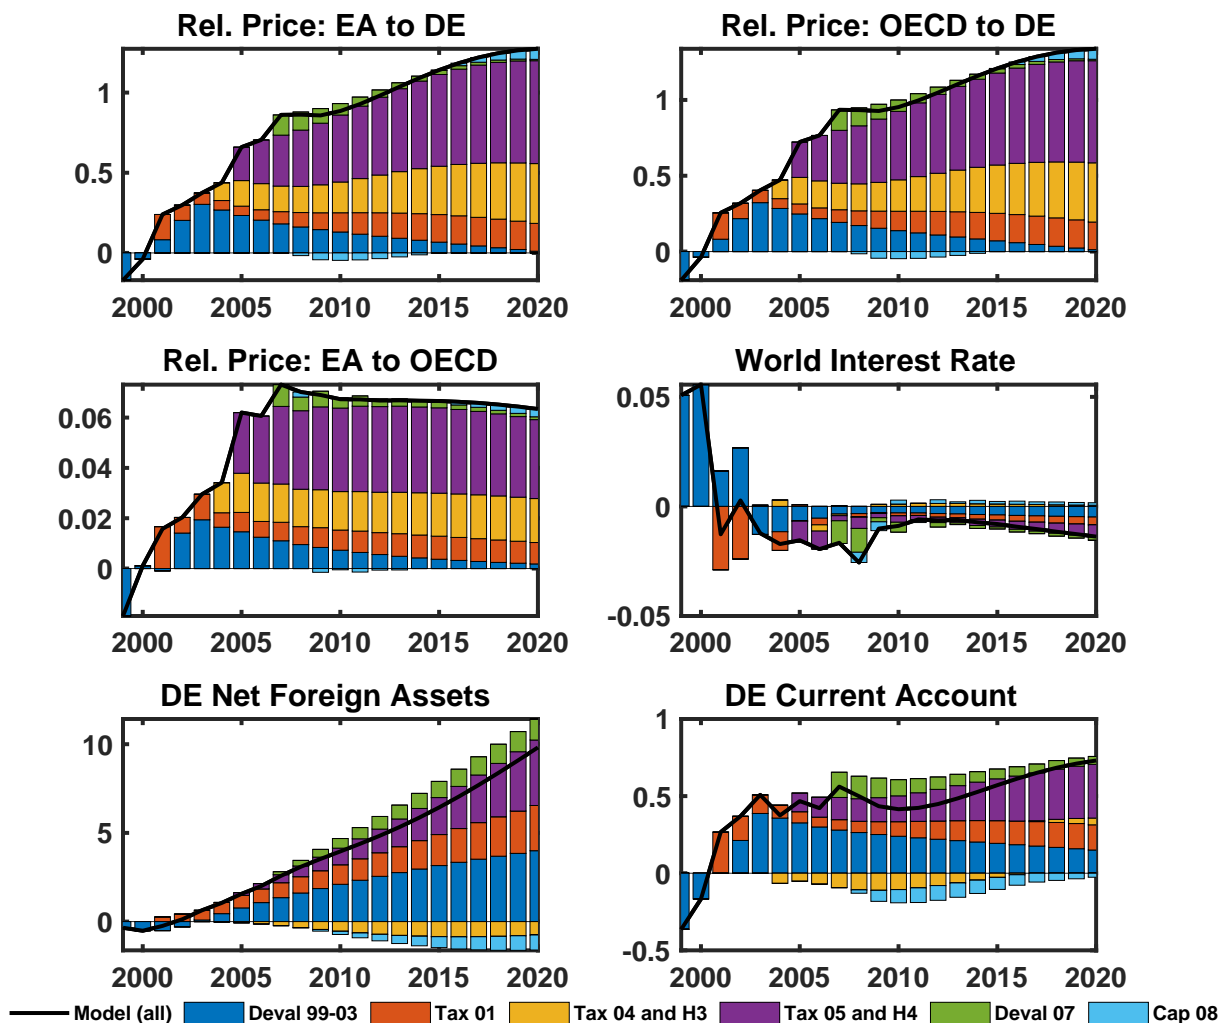 Rel. Price: EA to DE
Rel. Price: OECD to DE
1
0.5
0
2000 2005 2010 2015 2020
1
0.5
0
2000 2005 2010 2015 2020
Rel. Price: EA to OECD
World Interest Rate
0.06
0.04
0.02
0
2000 2005 2010 2015 2020
0.05
0
-0.05
2000 2005 2010 2015 2020
DE Net Foreign Assets
DE Current Account
10
5
0
2000 2005 2010 2015 2020
1
0.5
0
-0.5
2000 2005 2010 2015 2020
Model (all) Deval 99-03 Tax 01 Tax 04 and H3 Tax 05 and H4 Deval 07 Cap 08